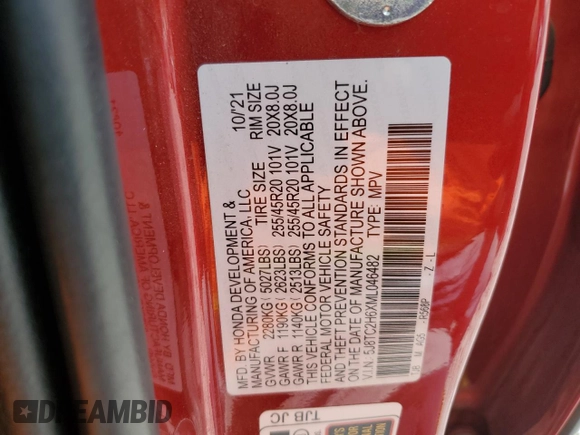 MFD. BY HONDA DEVELOPMENT & 10/'21
MANUFACTURING OF AMERICA, LLC
TIRE SIZE RIM SIZE
GVWR 2280KG(5027LBS)
GAWR F 1190KG(2623LBS) 255/45R20 101V 20X8.0J
GAWR R 1140KG(2513LBS) 255/45R20 101V 20X8.0J
THIS VEHICLE CONFORMS TO ALL APPLICABLE
FEDERAL MOTOR VEHICLE SAFETY
AND THEFT PREVENTION STANDARDS IN EFFECT
ON THE DATE OF MANUFACTURE SHOWN ABOVE.
V.I.N. 5J8TC2H6XML046482 TYPE: MPV
R568P
- Z - L
TJB JC
DREAMBID